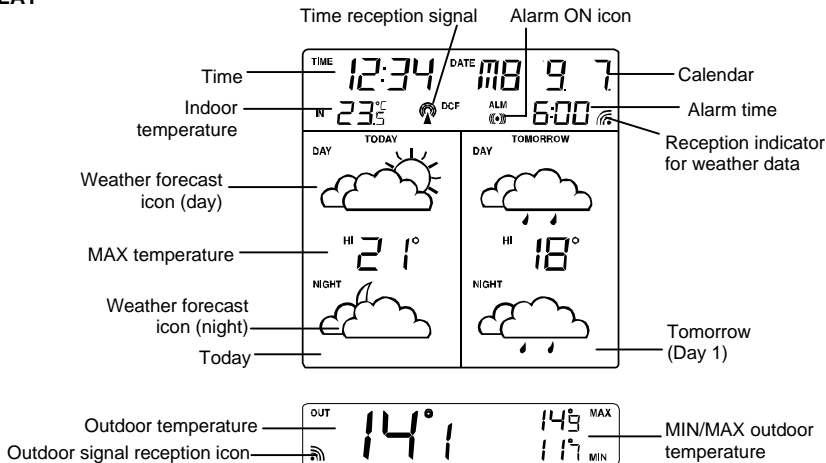 Time reception signal Alarm ON icon
TIME 12:34 DATE 9. 7.
Time
Calendar
IN 23.5 °C DCF ALM 6:00
Indoor
temperature
Alarm time
Reception indicator
for weather data
TODAY TOMORROW
DAY DAY
Weather forecast
icon (day)
MAX temperature
HI 21° HI 18°
NIGHT NIGHT
Weather forecast
icon (night)
Today
Tomorrow
(Day 1)
OUT 14.1° 14.9° MAX
11.7° MIN
Outdoor temperature
Outdoor signal reception icon
MIN/MAX outdoor
temperature